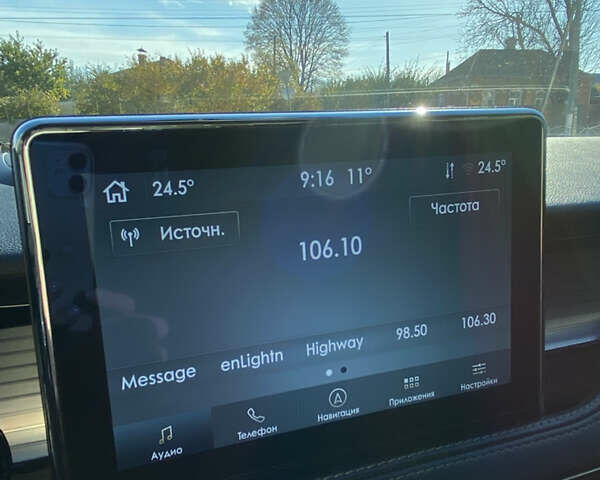 24.5° 9:16 11° 24.5°
Источн. Частота
106.10
Message enLightn Highway 98.50 106.30
Аудио Телефон Навигация Приложения Настройки